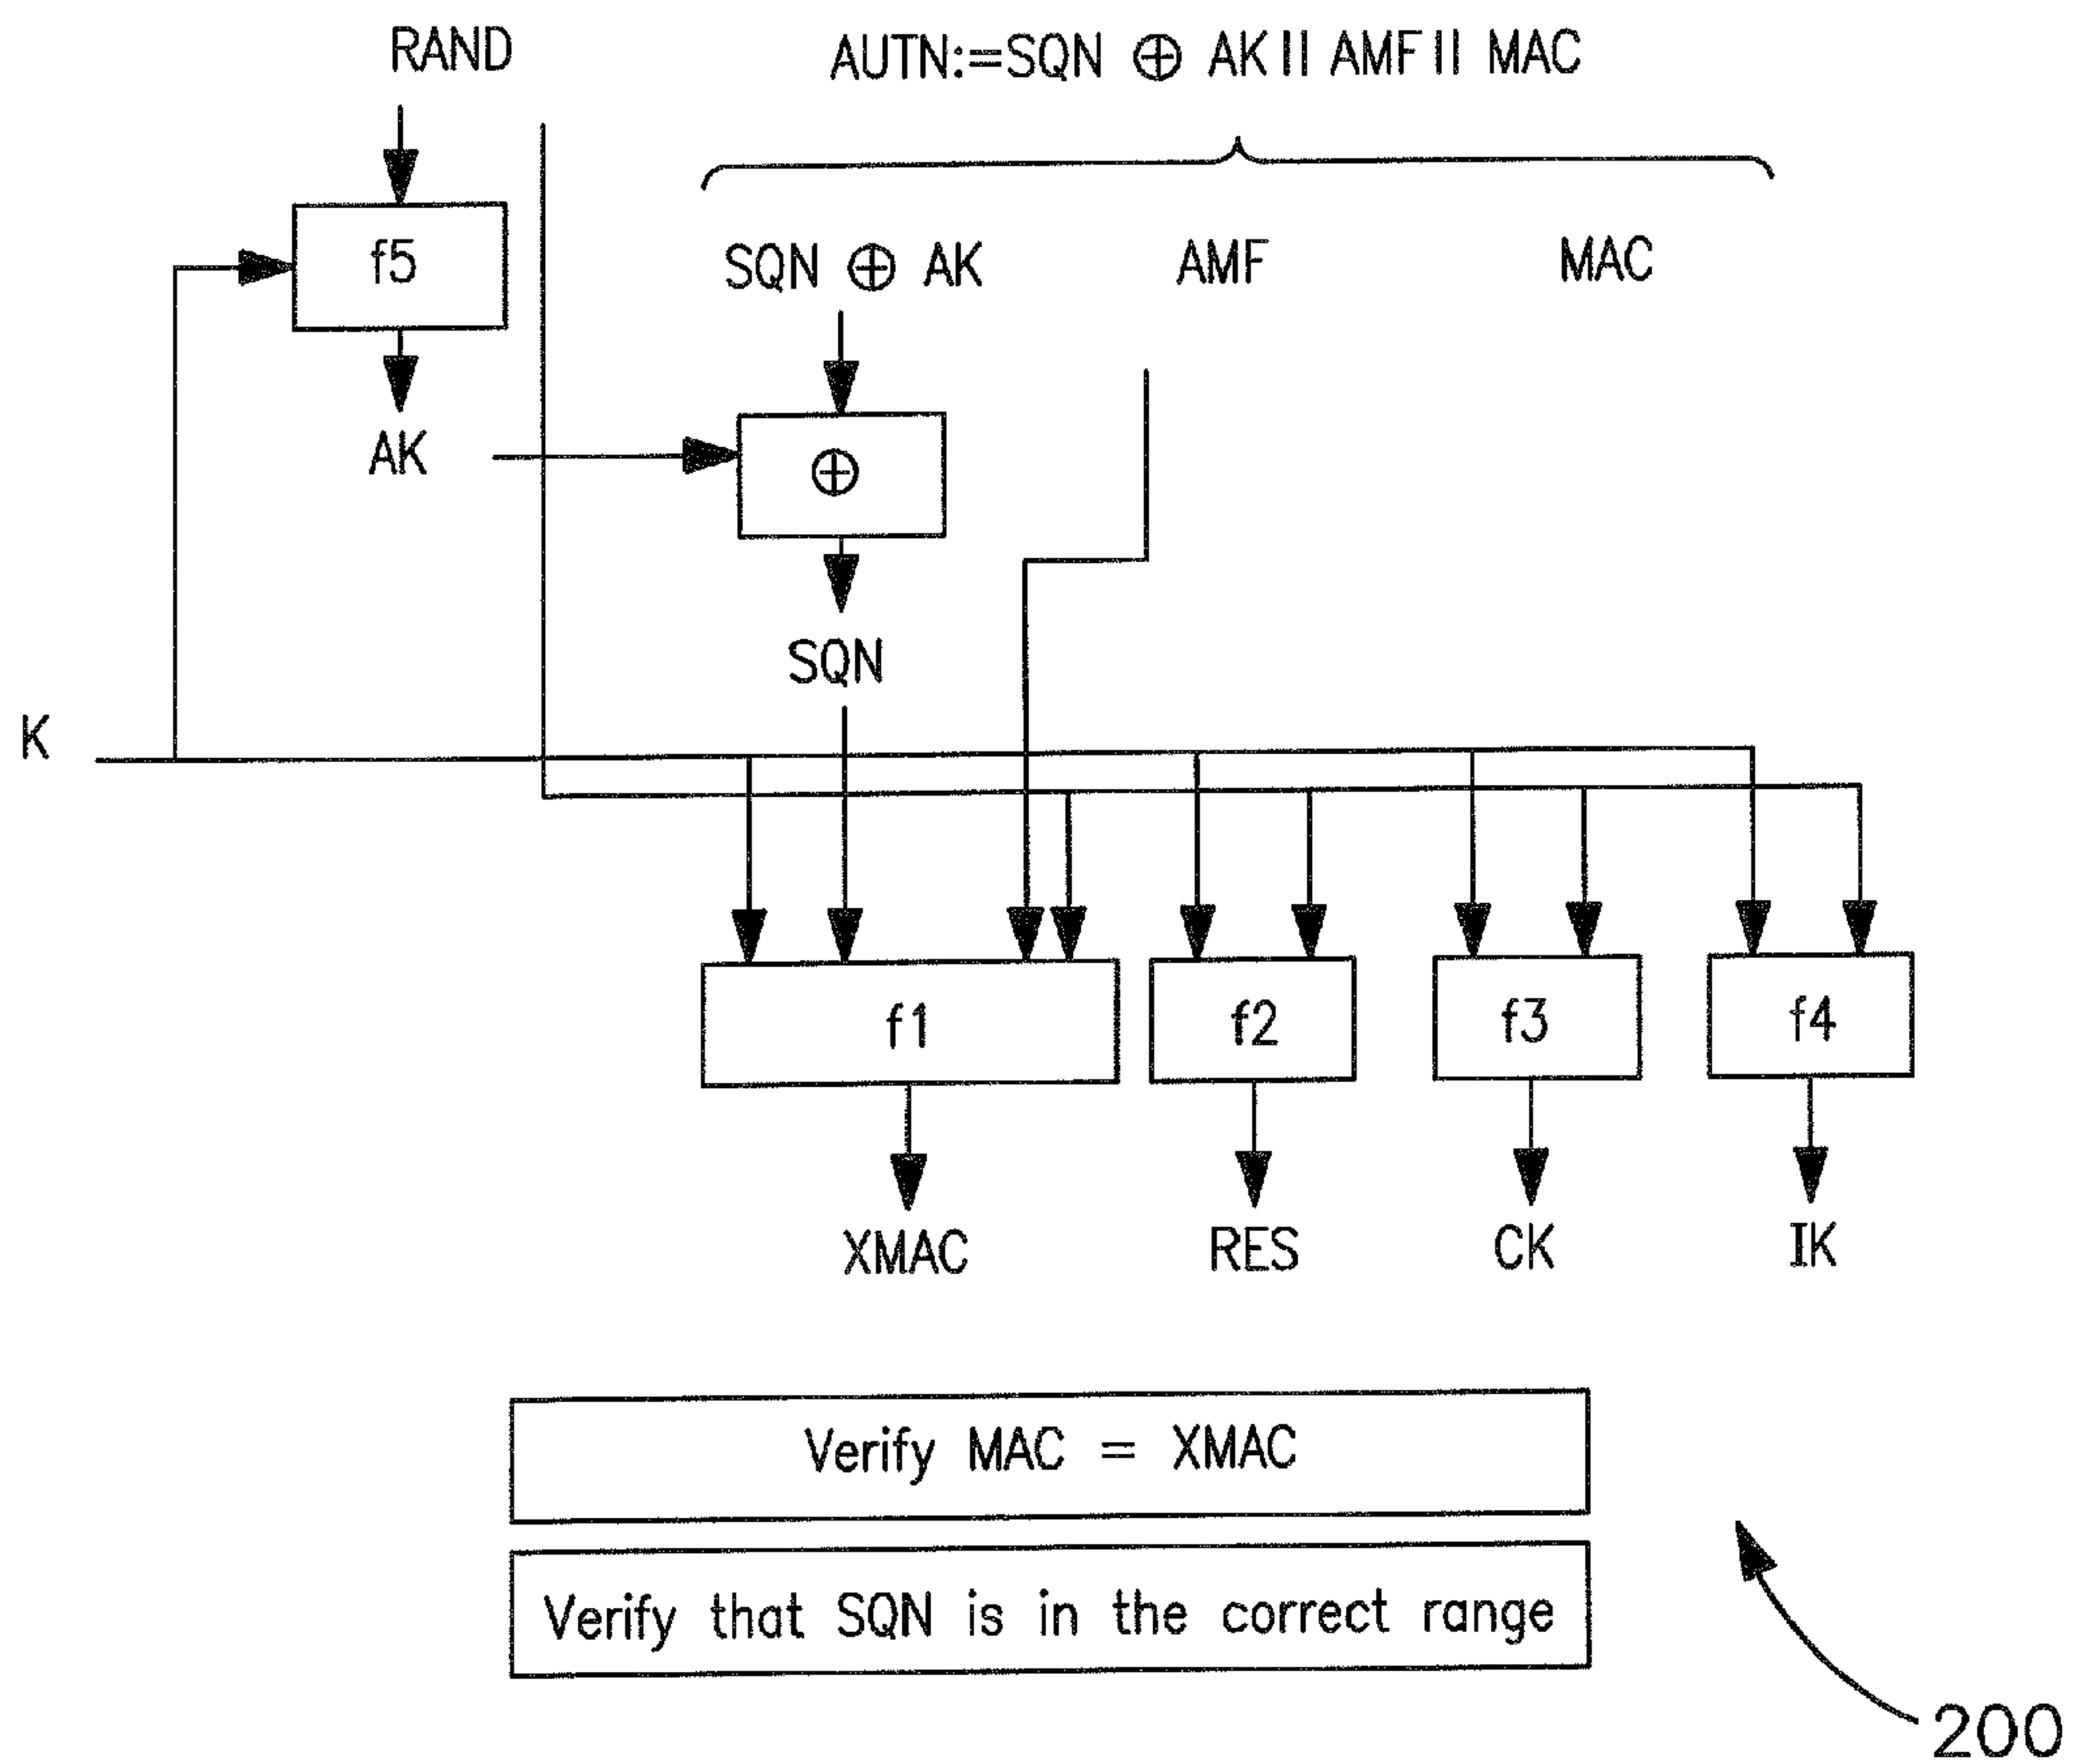 RAND
AUTN:=SQN ⊕ AK|| AMF|| MAC
f5
SQN ⊕ AK
AMF
MAC
AK
⊕
SQN
K
f1
f2
f3
f4
XMAC
RES
CK
IK
Verify MAC = XMAC
Verify that SQN is in the correct range
200